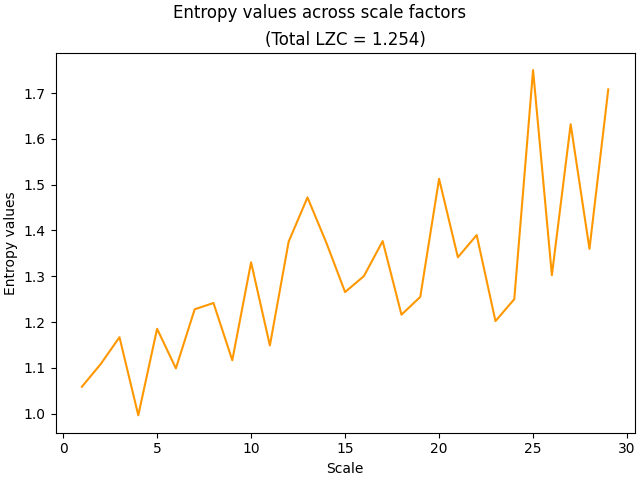 Entropy values across scale factors
(Total LZC = 1.254)
Entropy values
1.7
1.6
1.5
1.4
1.3
1.2
1.1
1.0
0 5 10 15 20 25 30
Scale